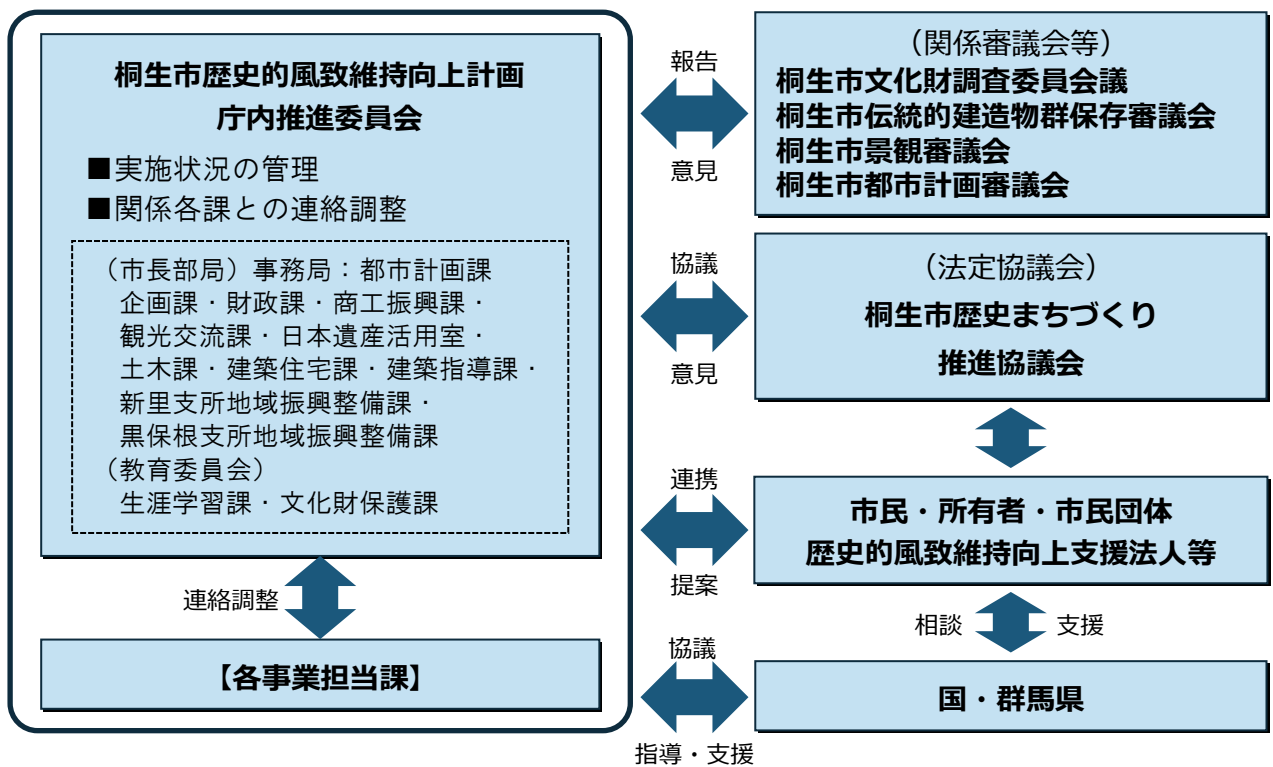 桐生市歴史的風致維持向上計画
庁内推進委員会
■実施状況の管理
■関係各課との連絡調整
（市長部局）事務局：都市計画課
企画課・財政課・商工振興課・
観光交流課・日本遺産活用室・
土木課・建築住宅課・建築指導課・
新里支所地域振興整備課・
黒保根支所地域振興整備課
（教育委員会）
生涯学習課・文化財保護課
連絡調整
【各事業担当課】
報告
意見
（関係審議会等）
桐生市文化財調査委員会議
桐生市伝統的建造物群保存審議会
桐生市景観審議会
桐生市都市計画審議会
協議
意見
（法定協議会）
桐生市歴史まちづくり
推進協議会
連携
提案
市民・所有者・市民団体
歴史的風致維持向上支援法人等
相談
支援
協議
指導・支援
国・群馬県